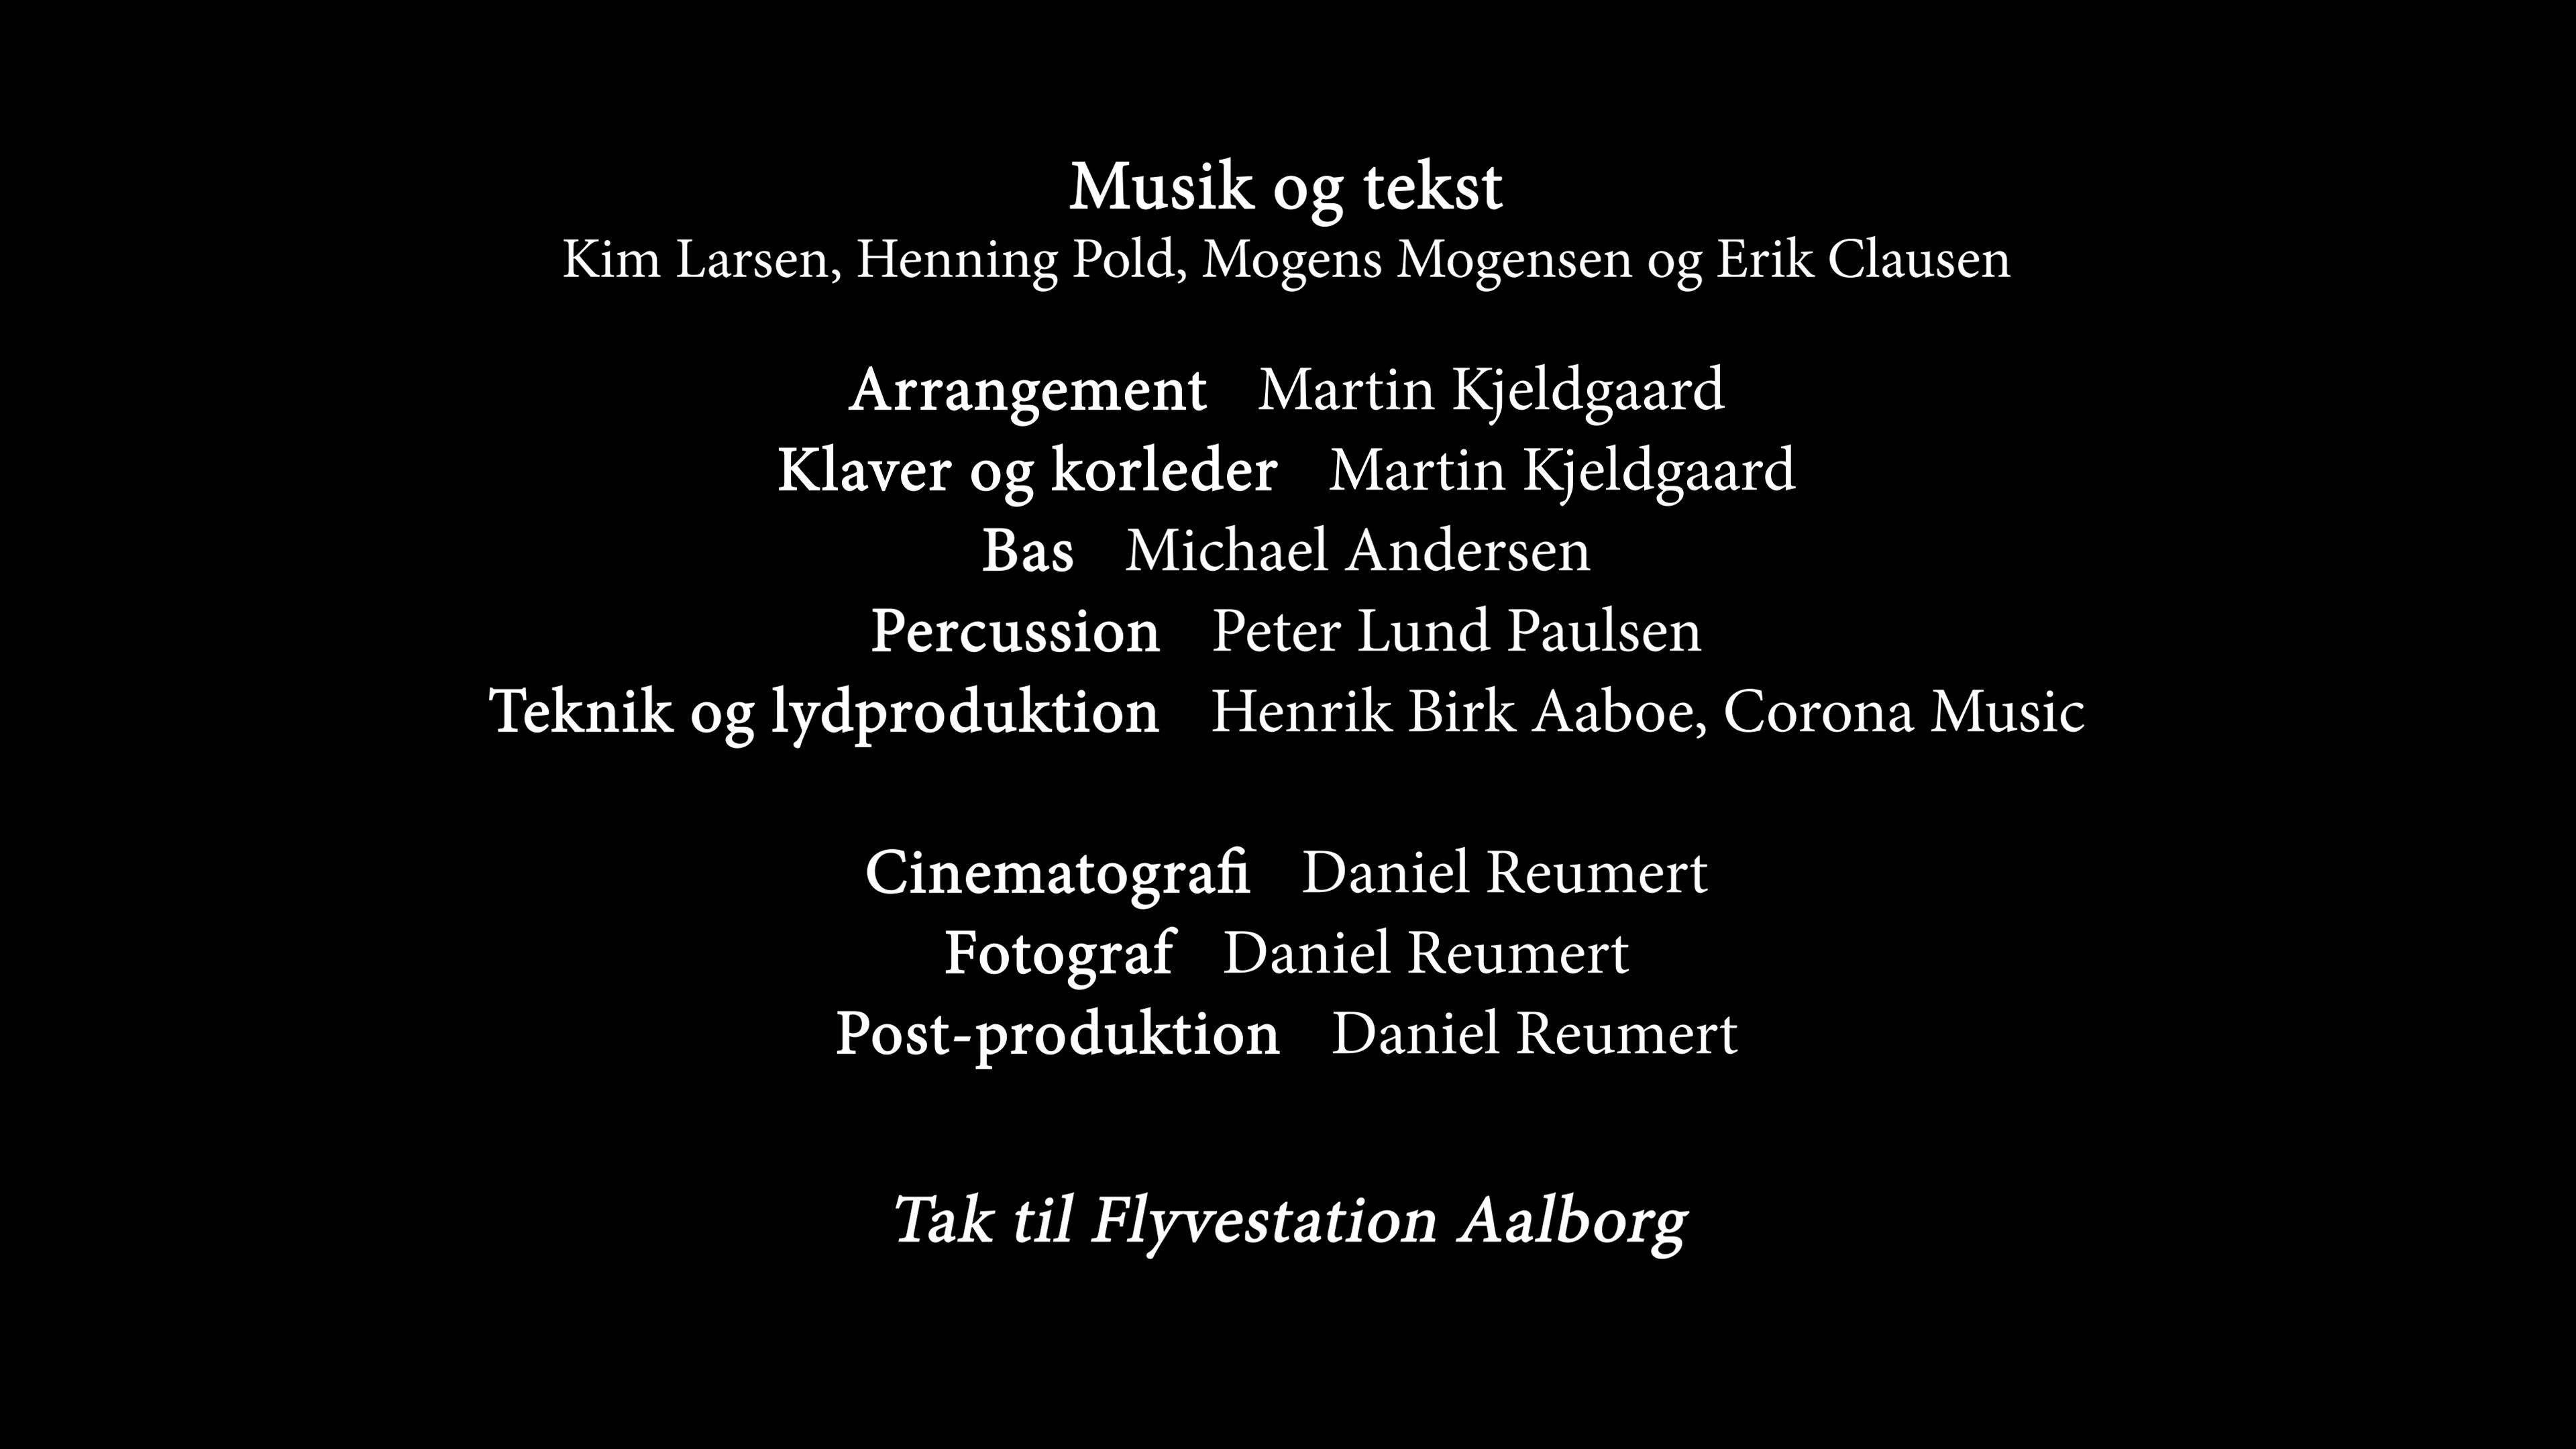 Musik og tekst
Kim Larsen, Henning Pold, Mogens Mogensen og Erik Clausen
Arrangement Martin Kjeldgaard
Klaver og korleder Martin Kjeldgaard
Bas Michael Andersen
Percussion Peter Lund Paulsen
Teknik og lydproduktion Henrik Birk Aaboe, Corona Music
Cinematografi Daniel Reumert
Fotograf Daniel Reumert
Post-produktion Daniel Reumert
Tak til Flyvestation Aalborg